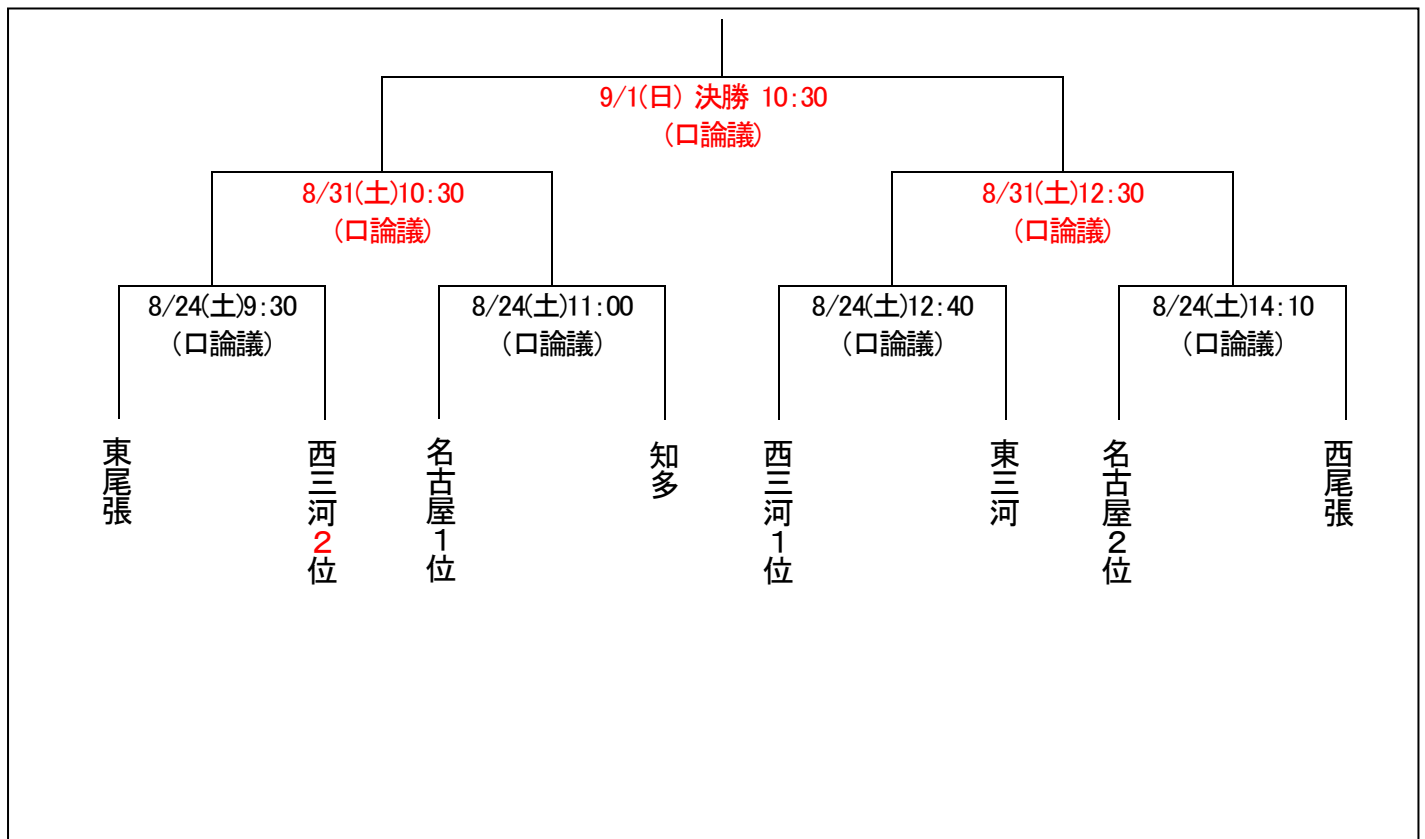 9/1(日) 決勝 10:30
(口論議)
8/31(土)10:30
(口論議)
8/31(土)12:30
(口論議)
8/24(土)9:30
(口論議)
8/24(土)11:00
(口論議)
8/24(土)12:40
(口論議)
8/24(土)14:10
(口論議)
東尾張
西三河2位
名古屋1位
知多
西三河1位
東三河
名古屋2位
西尾張